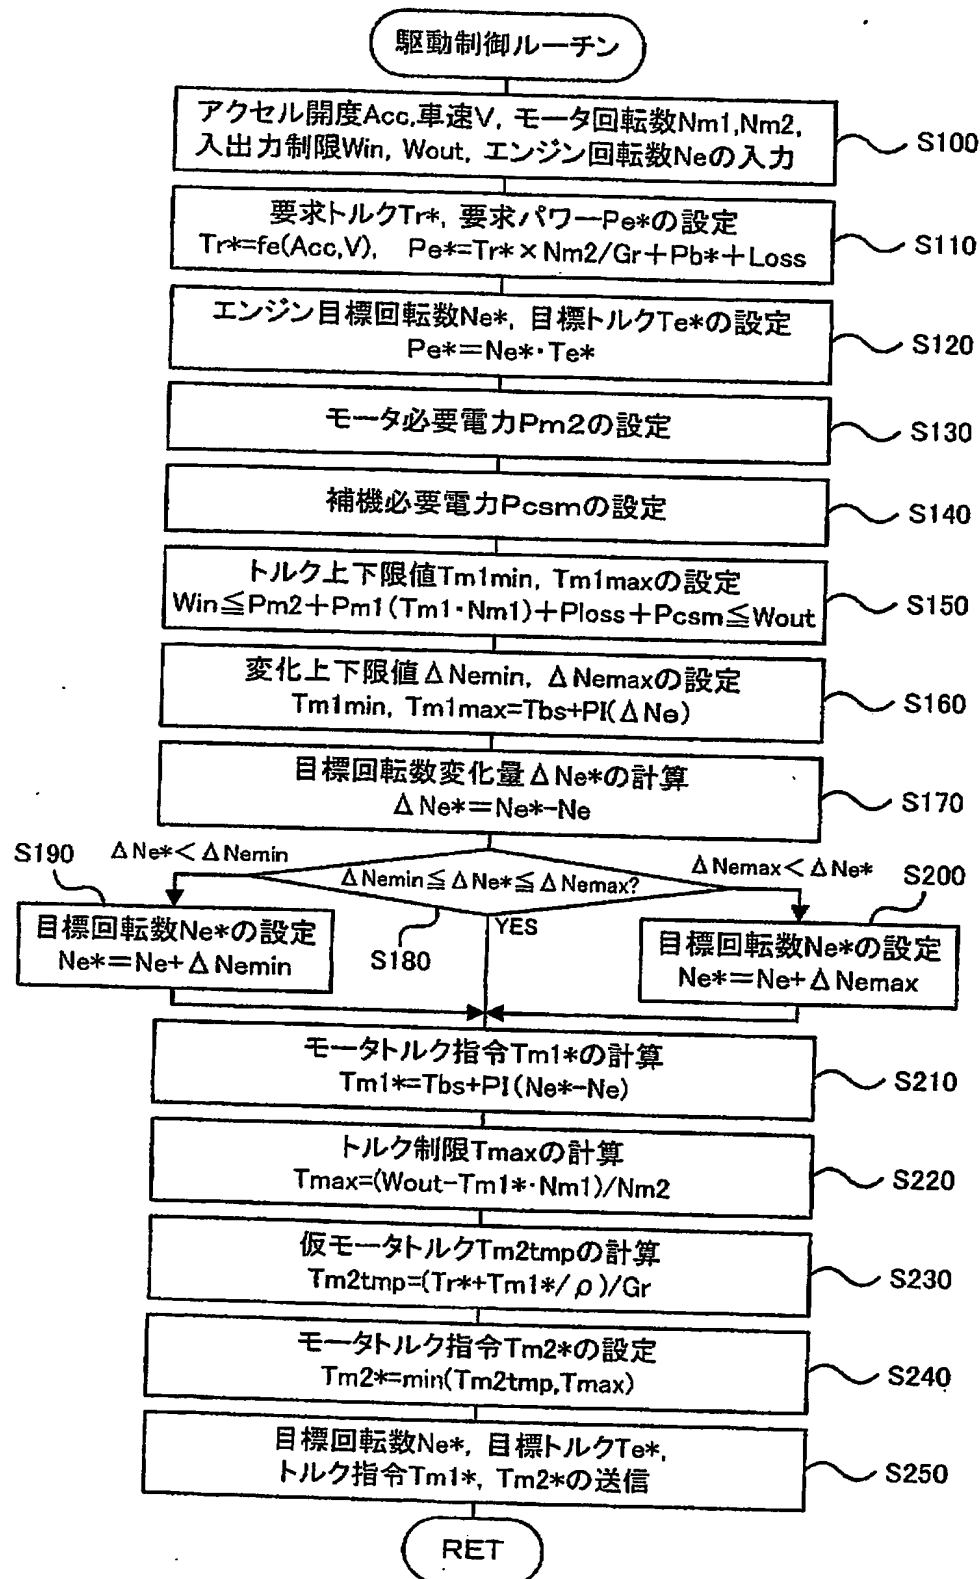 駆動制御ルーチン
アクセル開度Acc,車速V, モータ回転数Nm1,Nm2,
入出力制限Win, Wout, エンジン回転数Neの入力
S100
要求トルクTr*, 要求パワーPe*の設定
Tr*=fe(Acc,V),　Pe*=Tr*×Nm2/Gr+Pb*+Loss
S110
エンジン目標回転数Ne*, 目標トルクTe*の設定
Pe*=Ne*・Te*
S120
モータ必要電力Pm2の設定
S130
補機必要電力Pcsmの設定
S140
トルク上下限値Tm1min, Tm1maxの設定
Win≦Pm2+Pm1(Tm1・Nm1)+Ploss+Pcsm≦Wout
S150
変化上下限値ΔNemin, ΔNemaxの設定
Tm1min, Tm1max=Tbs+PI(ΔNe)
S160
目標回転数変化量ΔNe*の計算
ΔNe*=Ne*-Ne
S170
S190
ΔNe*<ΔNemin
ΔNemin≦ΔNe*≦ΔNemax?
ΔNemax<ΔNe*
S200
YES
S180
目標回転数Ne*の設定
Ne*=Ne+ΔNemin
目標回転数Ne*の設定
Ne*=Ne+ΔNemax
モータトルク指令Tm1*の計算
Tm1*=Tbs+PI(Ne*-Ne)
S210
トルク制限Tmaxの計算
Tmax=(Wout-Tm1*・Nm1)/Nm2
S220
仮モータトルクTm2tmpの計算
Tm2tmp=(Tr*+Tm1*/ρ)/Gr
S230
モータトルク指令Tm2*の設定
Tm2*=min(Tm2tmp,Tmax)
S240
目標回転数Ne*, 目標トルクTe*,
トルク指令Tm1*, Tm2*の送信
S250
RET